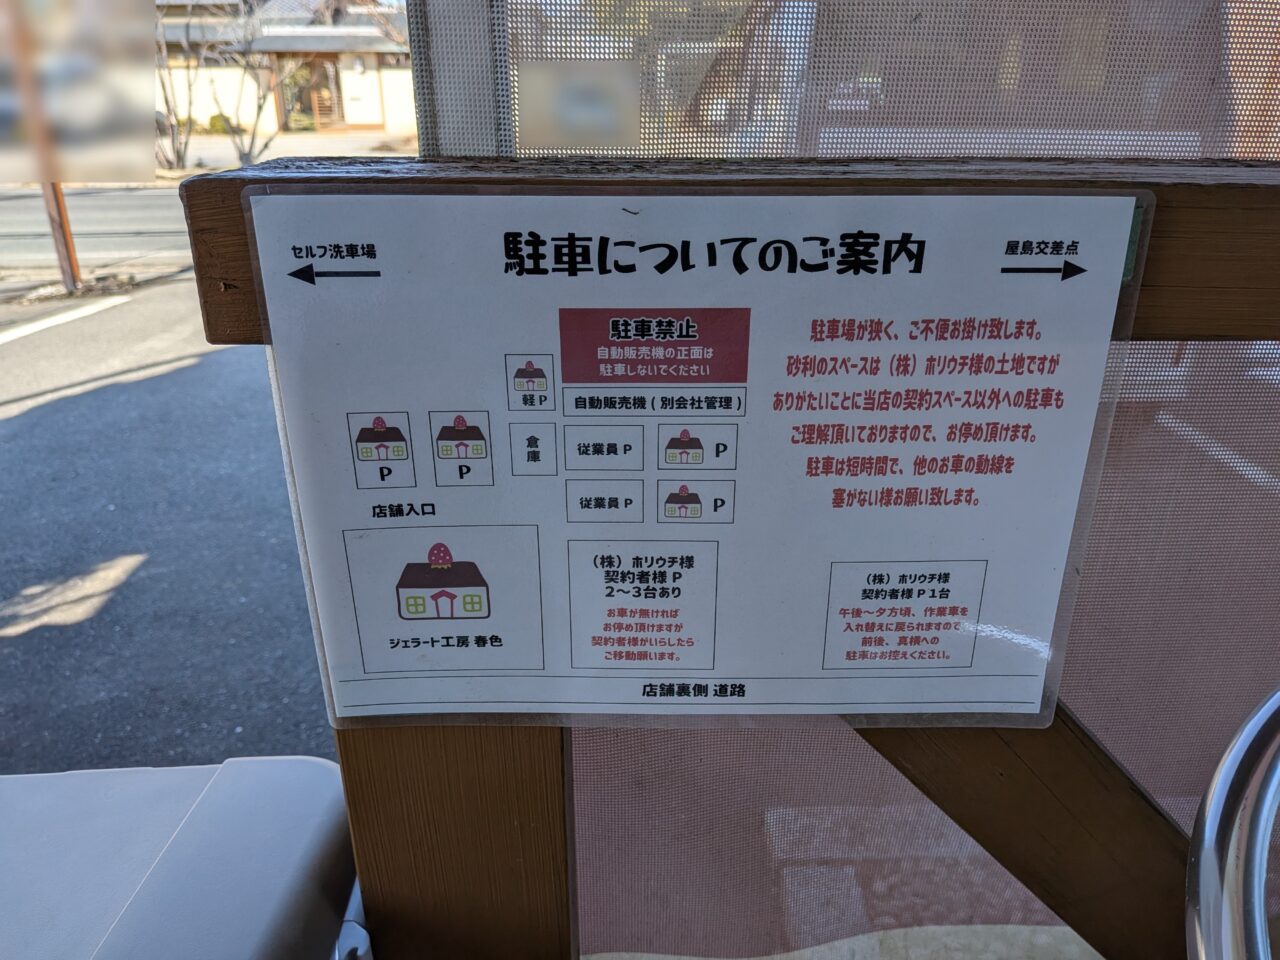 駐車についてのご案内
セルフ洗車場
屋島交差点
駐車禁止
自動販売機の正面は
駐車しないでください
自動販売機(別会社管理)
軽P
倉庫
従業員P
P
従業員P
P
P
P
店舗入口
ジェラート工房 春色
駐車場が狭く、ご不便お掛け致します。
砂利のスペースは(株)ホリウチ様の土地ですが
ありがたいことに当店の契約スペース以外への駐車も
ご理解頂いておりますので、お停め頂けます。
駐車は短時間で、他のお車の動線を
塞がない様お願い致します。
(株)ホリウチ様
契約者様P
2〜3台あり
お車が無ければ
お停め頂けますが
契約者様がいらしたら
ご移動願います。
(株)ホリウチ様
契約者様P1台
午後〜夕方頃、作業車を
入れ替えに戻られますので
前後、真横への
駐車はお控えください。
店舗裏側 道路